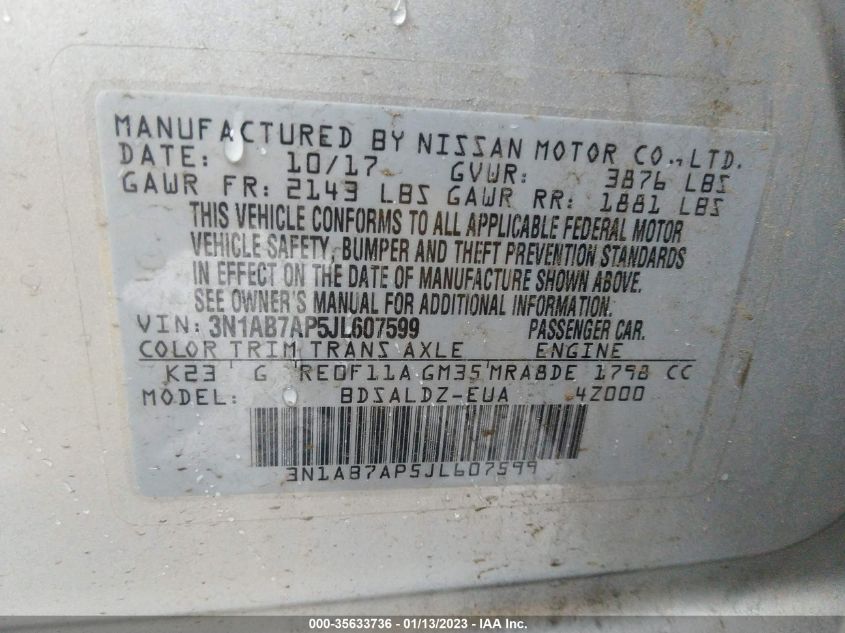 MANUFACTURED BY NISSAN MOTOR CO., LTD.
DATE: 10/17 GVWR: 3876 LBS
GAWR FR: 2143 LBS GAWR RR: 1881 LBS
THIS VEHICLE CONFORMS TO ALL APPLICABLE FEDERAL MOTOR
VEHICLE SAFETY, BUMPER AND THEFT PREVENTION STANDARDS
IN EFFECT ON THE DATE OF MANUFACTURE SHOWN ABOVE.
SEE OWNER'S MANUAL FOR ADDITIONAL INFORMATION.
VIN: 3N1AB7AP5JL607599 PASSENGER CAR.
COLOR TRIM TRANS AXLE ENGINE
K23 G RE0F11A GM35 MRA8DE 1798 CC
MODEL: BDSALDZ-EUA 4Z000
3N1AB7AP5JL607599
000-35633736 - 01/13/2023 - IAA Inc.